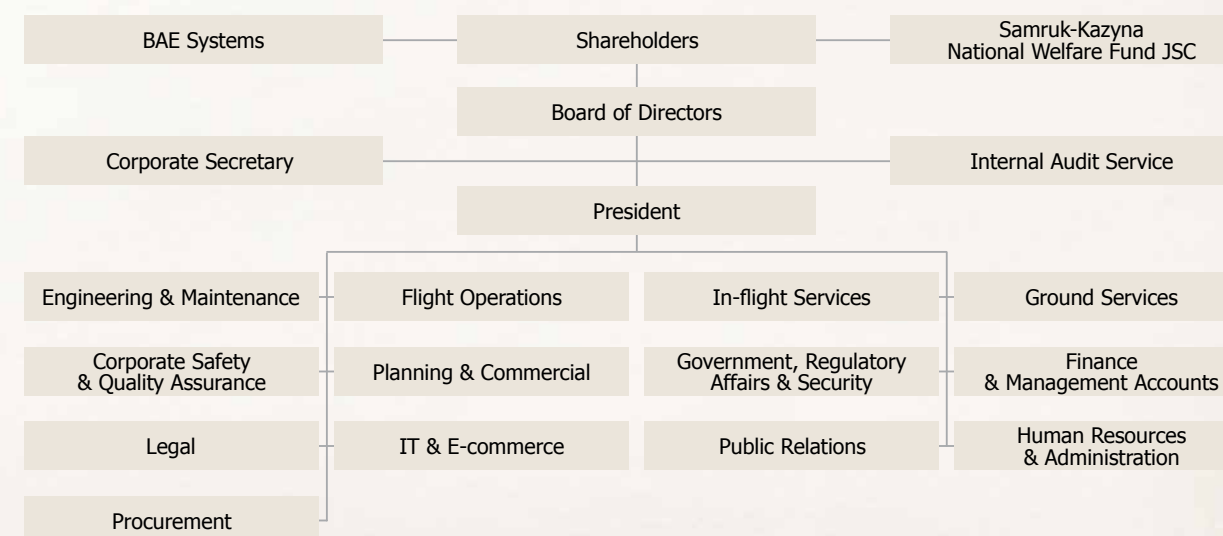 BAE Systems
Shareholders
Samruk-Kazyna
National Welfare Fund JSC
Board of Directors
Corporate Secretary
Internal Audit Service
President
Engineering & Maintenance
Flight Operations
In-flight Services
Ground Services
Corporate Safety
& Quality Assurance
Planning & Commercial
Government, Regulatory
Affairs & Security
Finance
& Management Accounts
Legal
IT & E-commerce
Public Relations
Human Resources
& Administration
Procurement